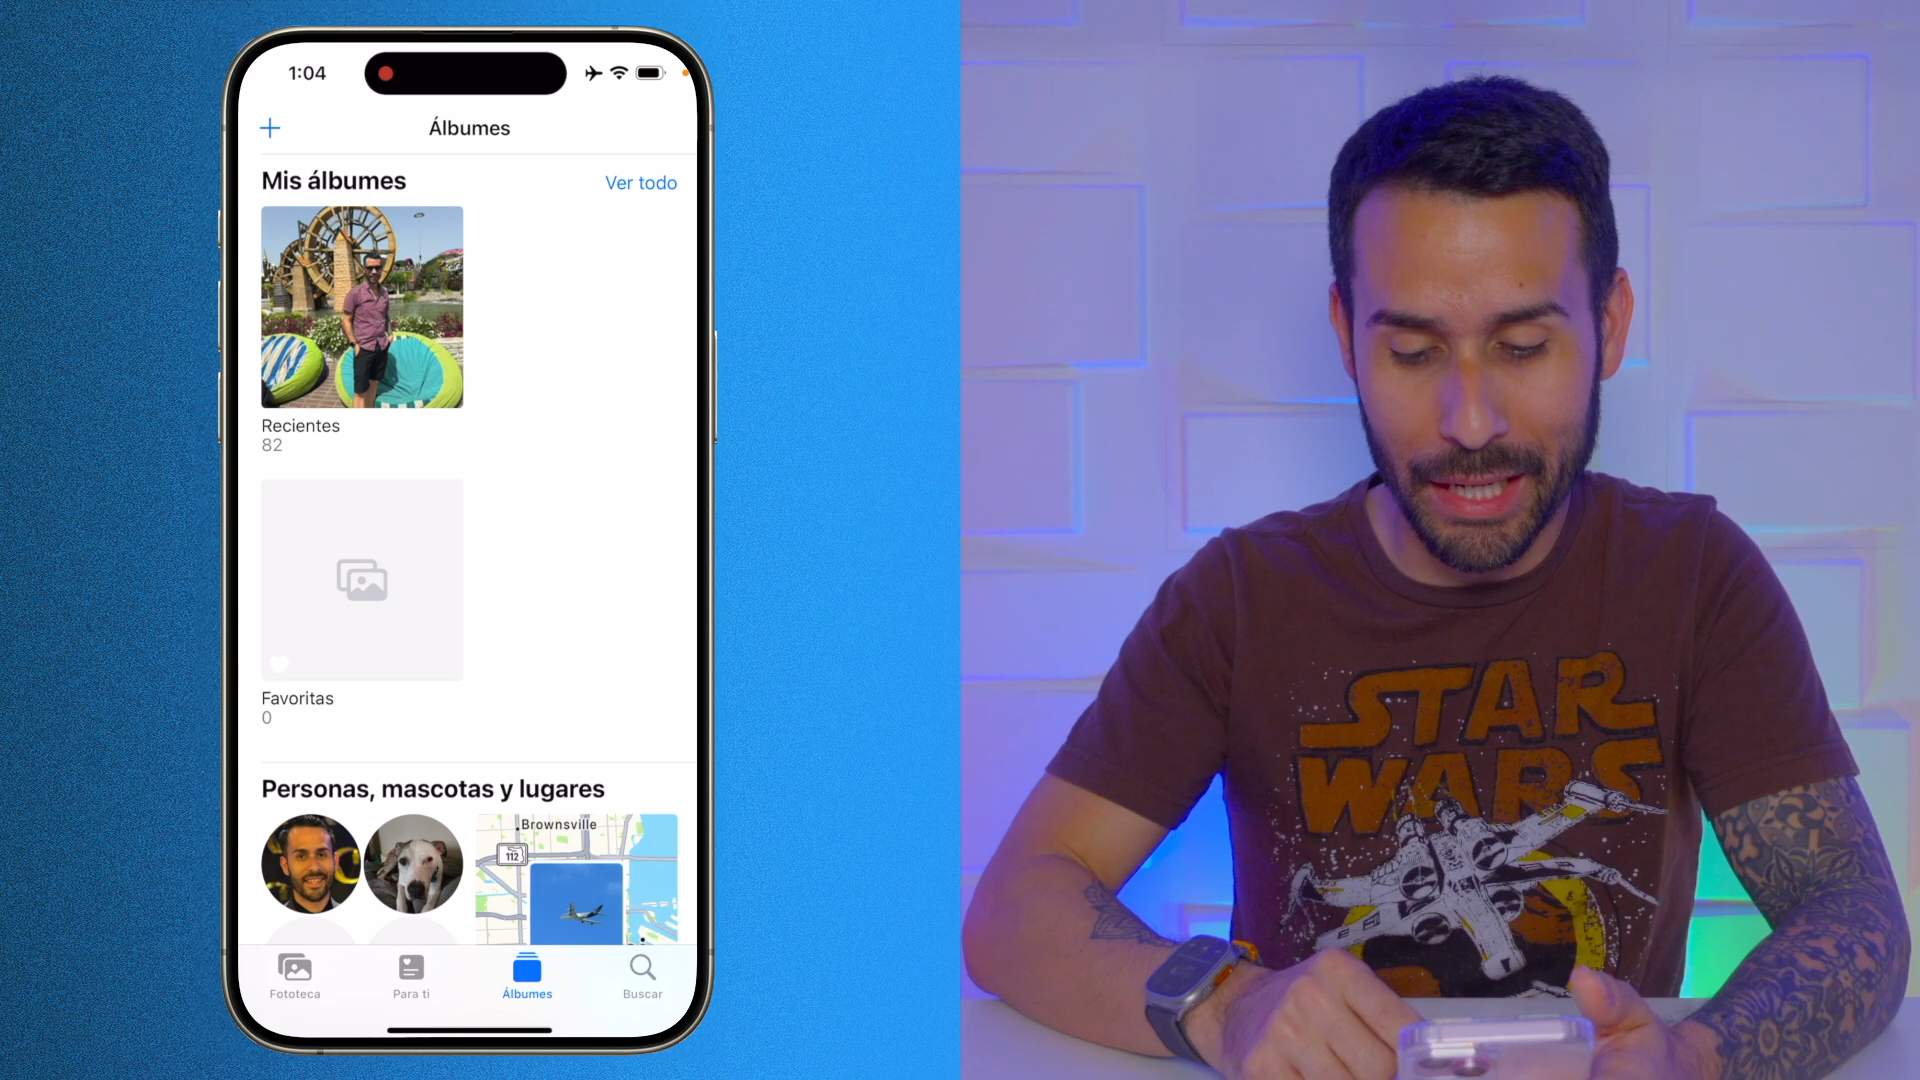 1:04
Álbumes
Mis álbumes
Ver todo
Recientes
82
Favoritas
0
Personas, mascotas y lugares
Brownsville
112
Fototeca
Para ti
Álbumes
Buscar
STAR
WARS